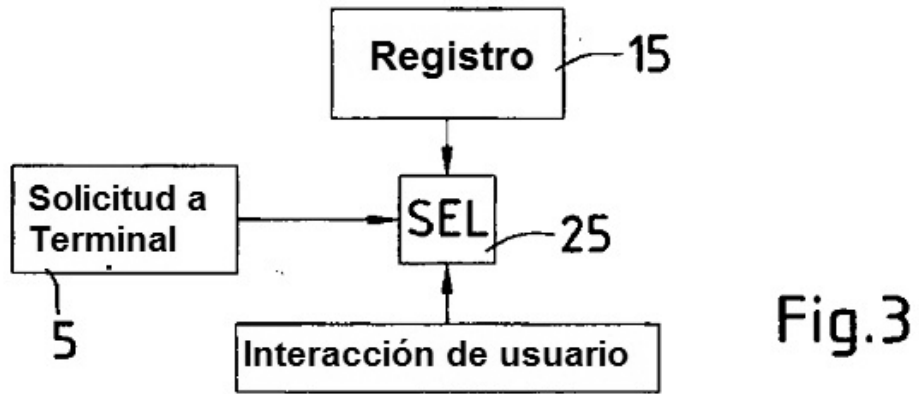 Registro
15
Solicitud a
Terminal
5
SEL
25
Interacción de usuario
Fig.3